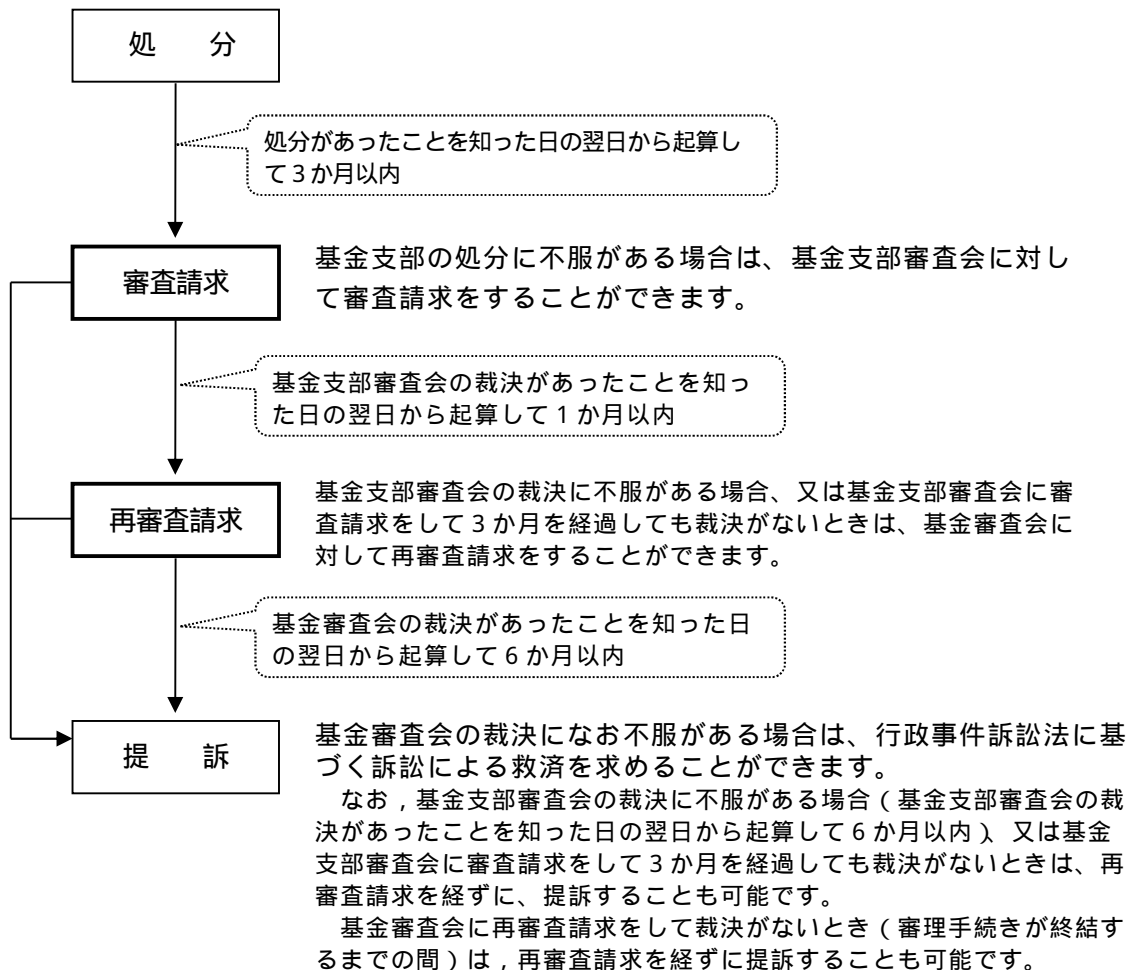 処　　分
処分があったことを知った日の翌日から起算し
て３か月以内
審査請求
基金支部の処分に不服がある場合は、基金支部審査会に対し
て審査請求をすることができます。
基金支部審査会の裁決があったことを知っ
た日の翌日から起算して１か月以内
再審査請求
基金支部審査会の裁決に不服がある場合、又は基金支部審査会に審
査請求をして３か月を経過しても裁決がないときは、基金審査会に
対して再審査請求をすることができます。
基金審査会の裁決があったことを知った日
の翌日から起算して６か月以内
提　　訴
基金審査会の裁決になお不服がある場合は、行政事件訴訟法に基
づく訴訟による救済を求めることができます。
　なお，基金支部審査会の裁決に不服がある場合（基金支部審査会の裁
決があったことを知った日の翌日から起算して６か月以内）、又は基金
支部審査会に審査請求をして３か月を経過しても裁決がないときは、再
審査請求を経ずに、提訴することも可能です。
　基金審査会に再審査請求をして裁決がないとき（審理手続きが終結す
るまでの間）は，再審査請求を経ずに提訴することも可能です。